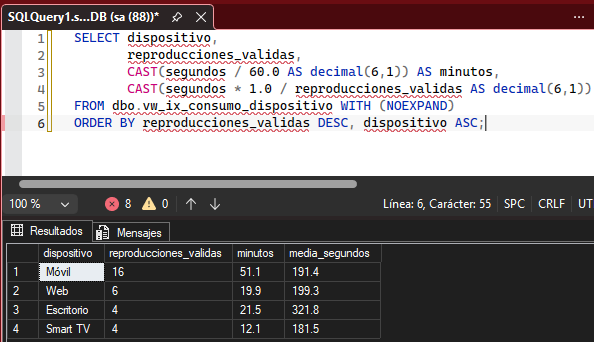 SQLQuery1.s...DB (sa (88))*
1 SELECT dispositivo,
2 reproducciones_validas,
3 CAST(segundos / 60.0 AS decimal(6,1)) AS minutos,
4 CAST(segundos * 1.0 / reproducciones_validas AS decimal(6,1))
5 FROM dbo.vw_ix_consumo_dispositivo WITH (NOEXPAND)
6 ORDER BY reproducciones_validas DESC, dispositivo ASC;
100 % 8 0 Línea: 6, Carácter: 55 SPC CRLF UT
Resultados Mensajes
dispositivo reproducciones_validas minutos media_segundos
1 Móvil 16 51.1 191.4
2 Web 6 19.9 199.3
3 Escritorio 4 21.5 321.8
4 Smart TV 4 12.1 181.5